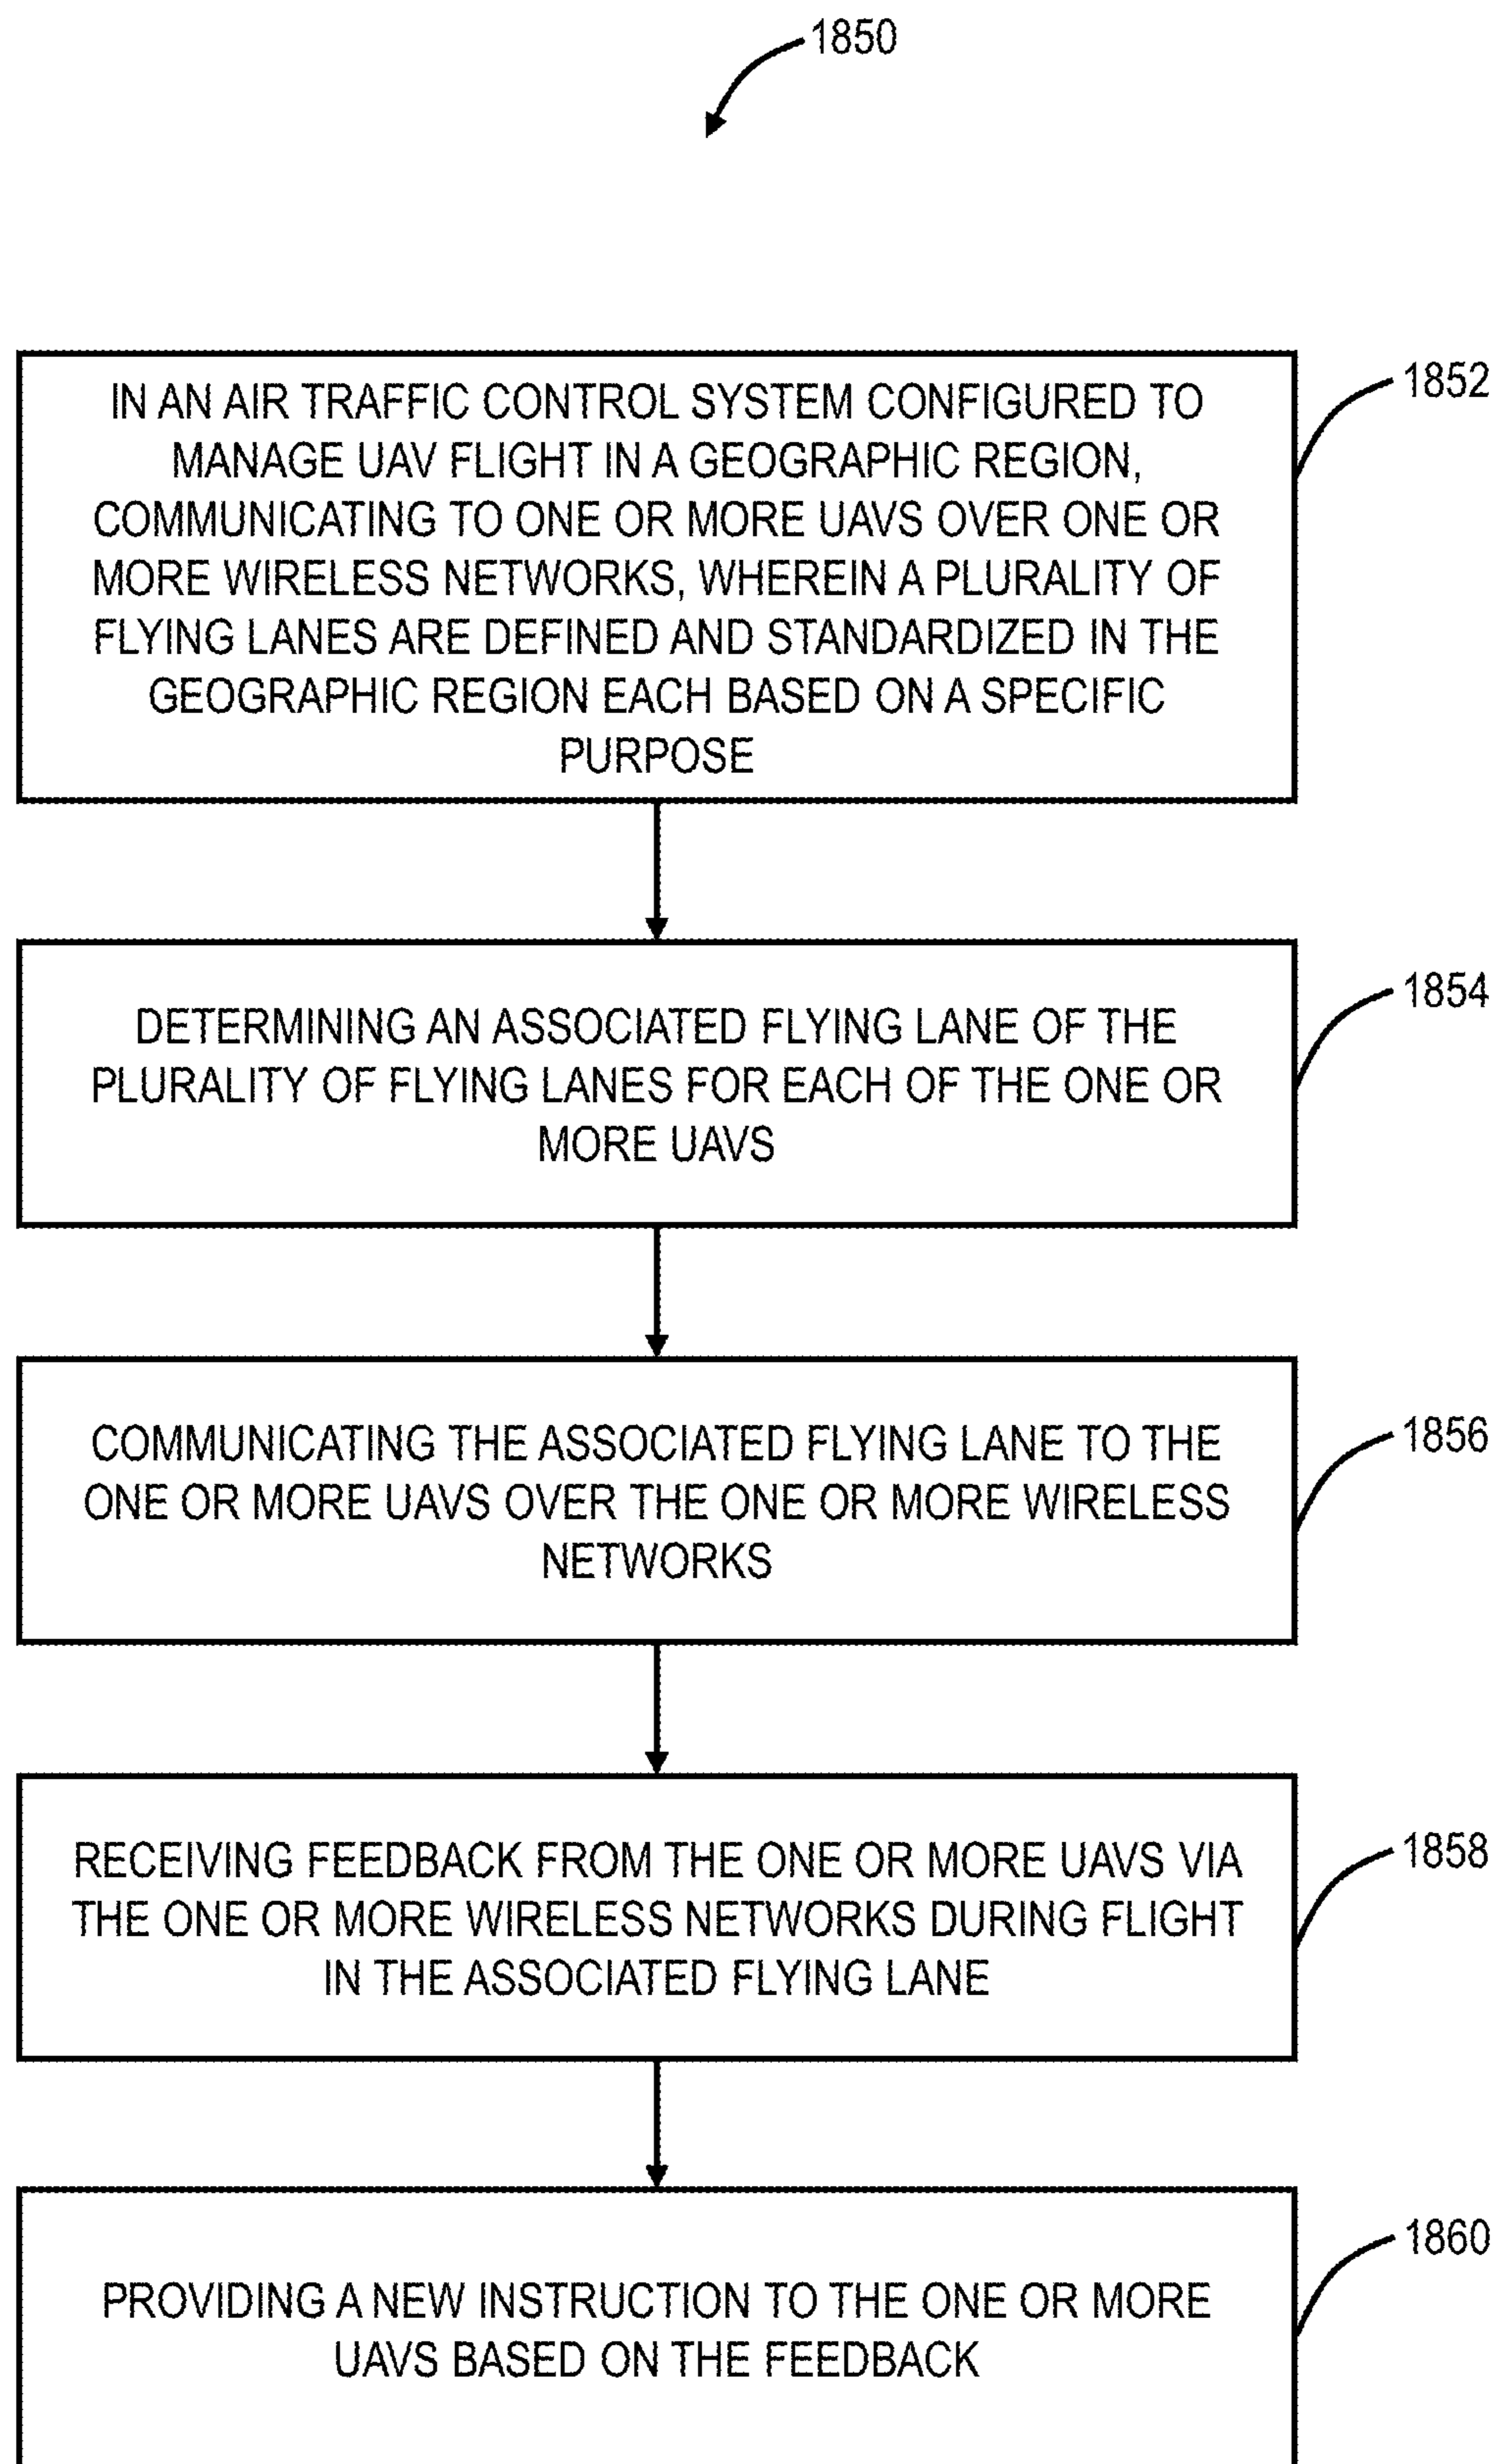 1850
IN AN AIR TRAFFIC CONTROL SYSTEM CONFIGURED TO
MANAGE UAV FLIGHT IN A GEOGRAPHIC REGION,
COMMUNICATING TO ONE OR MORE UAVS OVER ONE OR
MORE WIRELESS NETWORKS, WHEREIN A PLURALITY OF
FLYING LANES ARE DEFINED AND STANDARDIZED IN THE
GEOGRAPHIC REGION EACH BASED ON A SPECIFIC
PURPOSE
1852
DETERMINING AN ASSOCIATED FLYING LANE OF THE
PLURALITY OF FLYING LANES FOR EACH OF THE ONE OR
MORE UAVS
1854
COMMUNICATING THE ASSOCIATED FLYING LANE TO THE
ONE OR MORE UAVS OVER THE ONE OR MORE WIRELESS
NETWORKS
1856
RECEIVING FEEDBACK FROM THE ONE OR MORE UAVS VIA
THE ONE OR MORE WIRELESS NETWORKS DURING FLIGHT
IN THE ASSOCIATED FLYING LANE
1858
PROVIDING A NEW INSTRUCTION TO THE ONE OR MORE
UAVS BASED ON THE FEEDBACK
1860